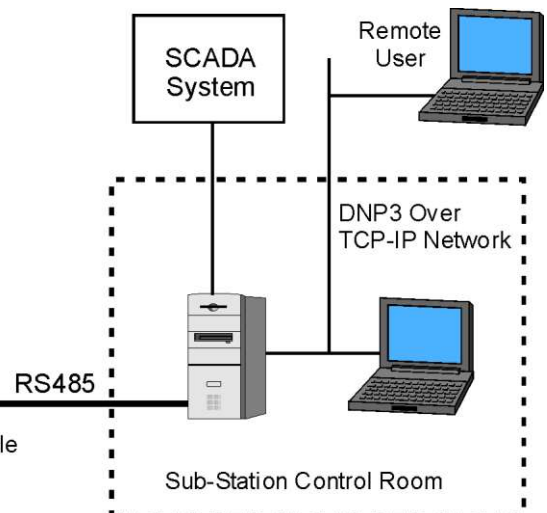 SCADA
System
Remote
User
DNP3 Over
TCP-IP Network
RS485
Sub-Station Control Room